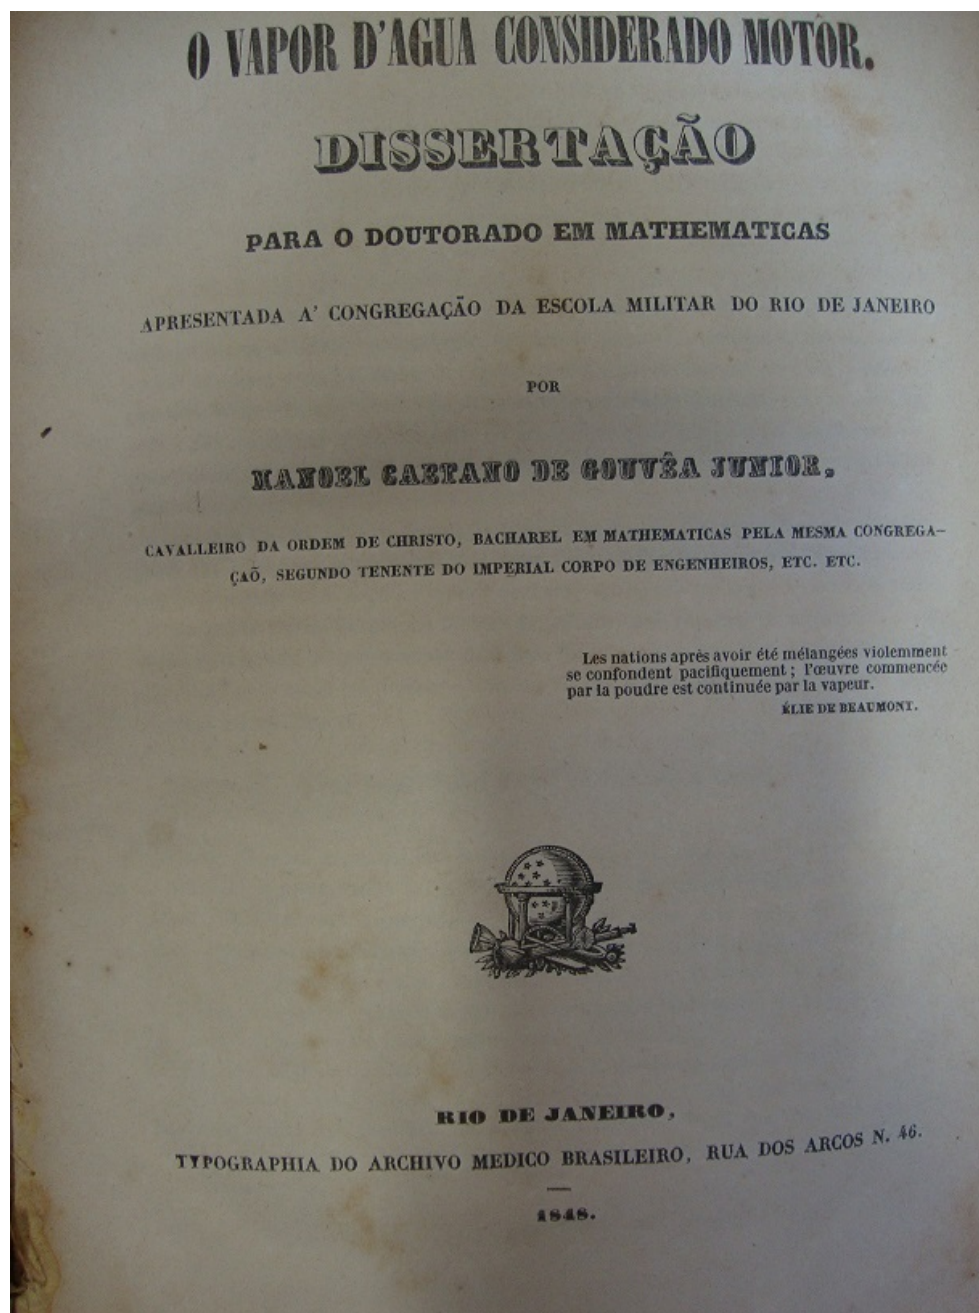 O VAPOR D'AGUA CONSIDERADO MOTOR.
DISSERTAÇÃO
PARA O DOUTORADO EM MATHEMATICAS
APRESENTADA A' CONGREGAÇÃO DA ESCOLA MILITAR DO RIO DE JANEIRO
POR
MANOEL CAETANO DE GOUVÊA JUNIOR,
CAVALLEIRO DA ORDEM DE CHRISTO, BACHAREL EM MATHEMATICAS PELA MESMA CONGREGA-
ÇAÕ, SEGUNDO TENENTE DO IMPERIAL CORPO DE ENGENHEIROS, ETC. ETC.
Les nations après avoir été mélangées violemment
se confondent pacifiquement ; l'œuvre commencée
par la poudre est continuée par la vapeur.
ÉLIE DE BEAUMONT.
RIO DE JANEIRO,
TYPOGRAPHIA DO ARCHIVO MEDICO BRASILEIRO, RUA DOS ARCOS N. 46.
1848.